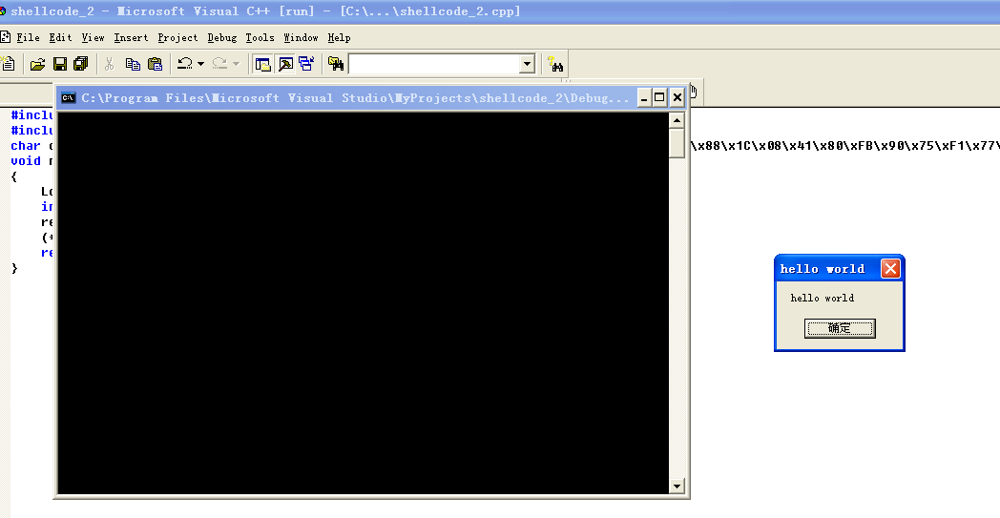 shellcode_2 - Microsoft Visual C++ [run] - [C:\...\shellcode_2.cpp]
File Edit View Insert Project Debug Tools Window Help
C:\Program Files\Microsoft Visual Studio\MyProjects\shellcode_2\Debug...
#inclu
#inclu
char \x88\x1C\x08\x41\x80\xFB\x90\x75\xF1\x77\
void
{
Lo
in
re
(*
re
}
hello world
hello world
确定